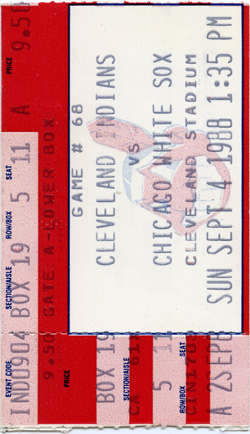 PRICE 9.50
SEAT 11 A
ROW/BOX 5
SECTION/AISLE BOX 19
EVENT CODE IND0904
9.50 GATE A-LOWER BOX
PRICE
GAME # 68
CLEVELAND INDIANS
VS
CHICAGO WHITE SOX
CLEVELAND STADIUM
SUN SEPT 4 1988 1:35 PM
SECTION/AISLE BOX 19
CA
ROW/BOX 5
SEAT 11
A